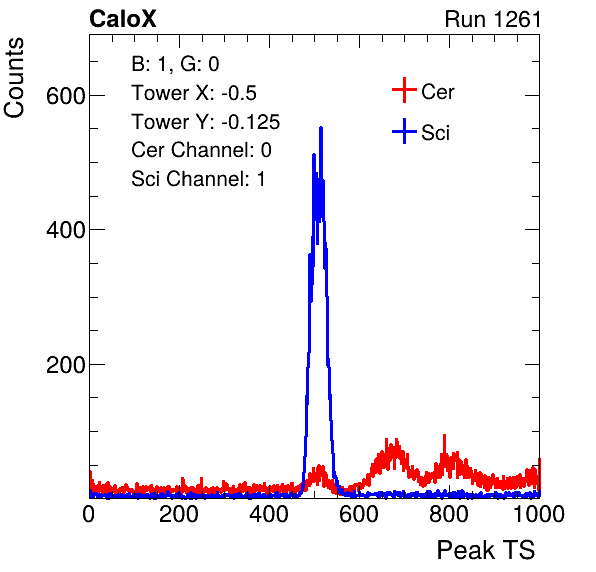 CaloX Run 1261
Counts
B: 1, G: 0
Tower X: -0.5
Tower Y: -0.125
Cer Channel: 0
Sci Channel: 1
Cer
Sci
600
400
200
0 200 400 600 800 1000
Peak TS